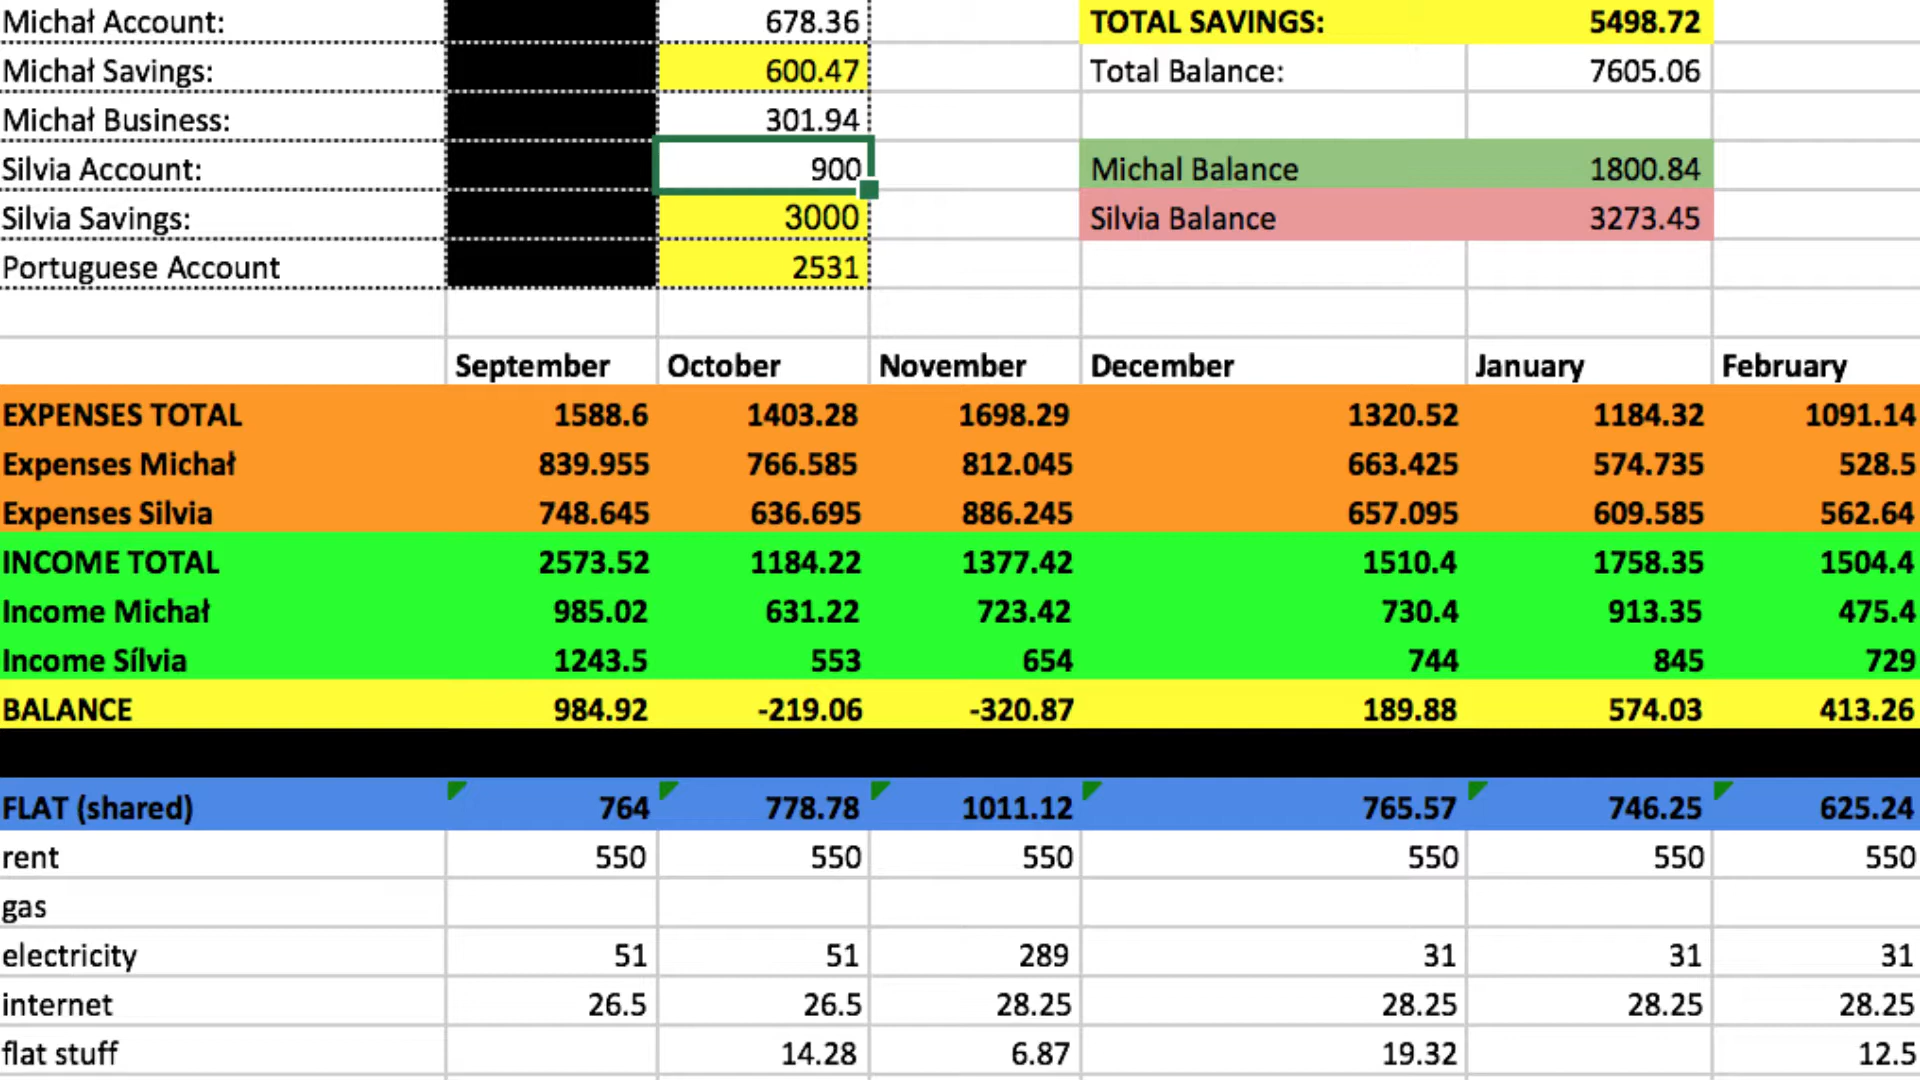 Michał Account: 678.36 TOTAL SAVINGS: 5498.72
Michał Savings: 600.47 Total Balance: 7605.06
Michał Business: 301.94
Silvia Account: 900 Michal Balance 1800.84
Silvia Savings: 3000 Silvia Balance 3273.45
Portuguese Account 2531
September October November December January February
EXPENSES TOTAL 1588.6 1403.28 1698.29 1320.52 1184.32 1091.14
Expenses Michał 839.955 766.585 812.045 663.425 574.735 528.5
Expenses Silvia 748.645 636.695 886.245 657.095 609.585 562.64
INCOME TOTAL 2573.52 1184.22 1377.42 1510.4 1758.35 1504.4
Income Michał 985.02 631.22 723.42 730.4 913.35 475.4
Income Sílvia 1243.5 553 654 744 845 729
BALANCE 984.92 -219.06 -320.87 189.88 574.03 413.26
FLAT (shared) 764 778.78 1011.12 765.57 746.25 625.24
rent 550 550 550 550 550 550
gas
electricity 51 51 289 31 31 31
internet 26.5 26.5 28.25 28.25 28.25 28.25
flat stuff 14.28 6.87 19.32 12.5